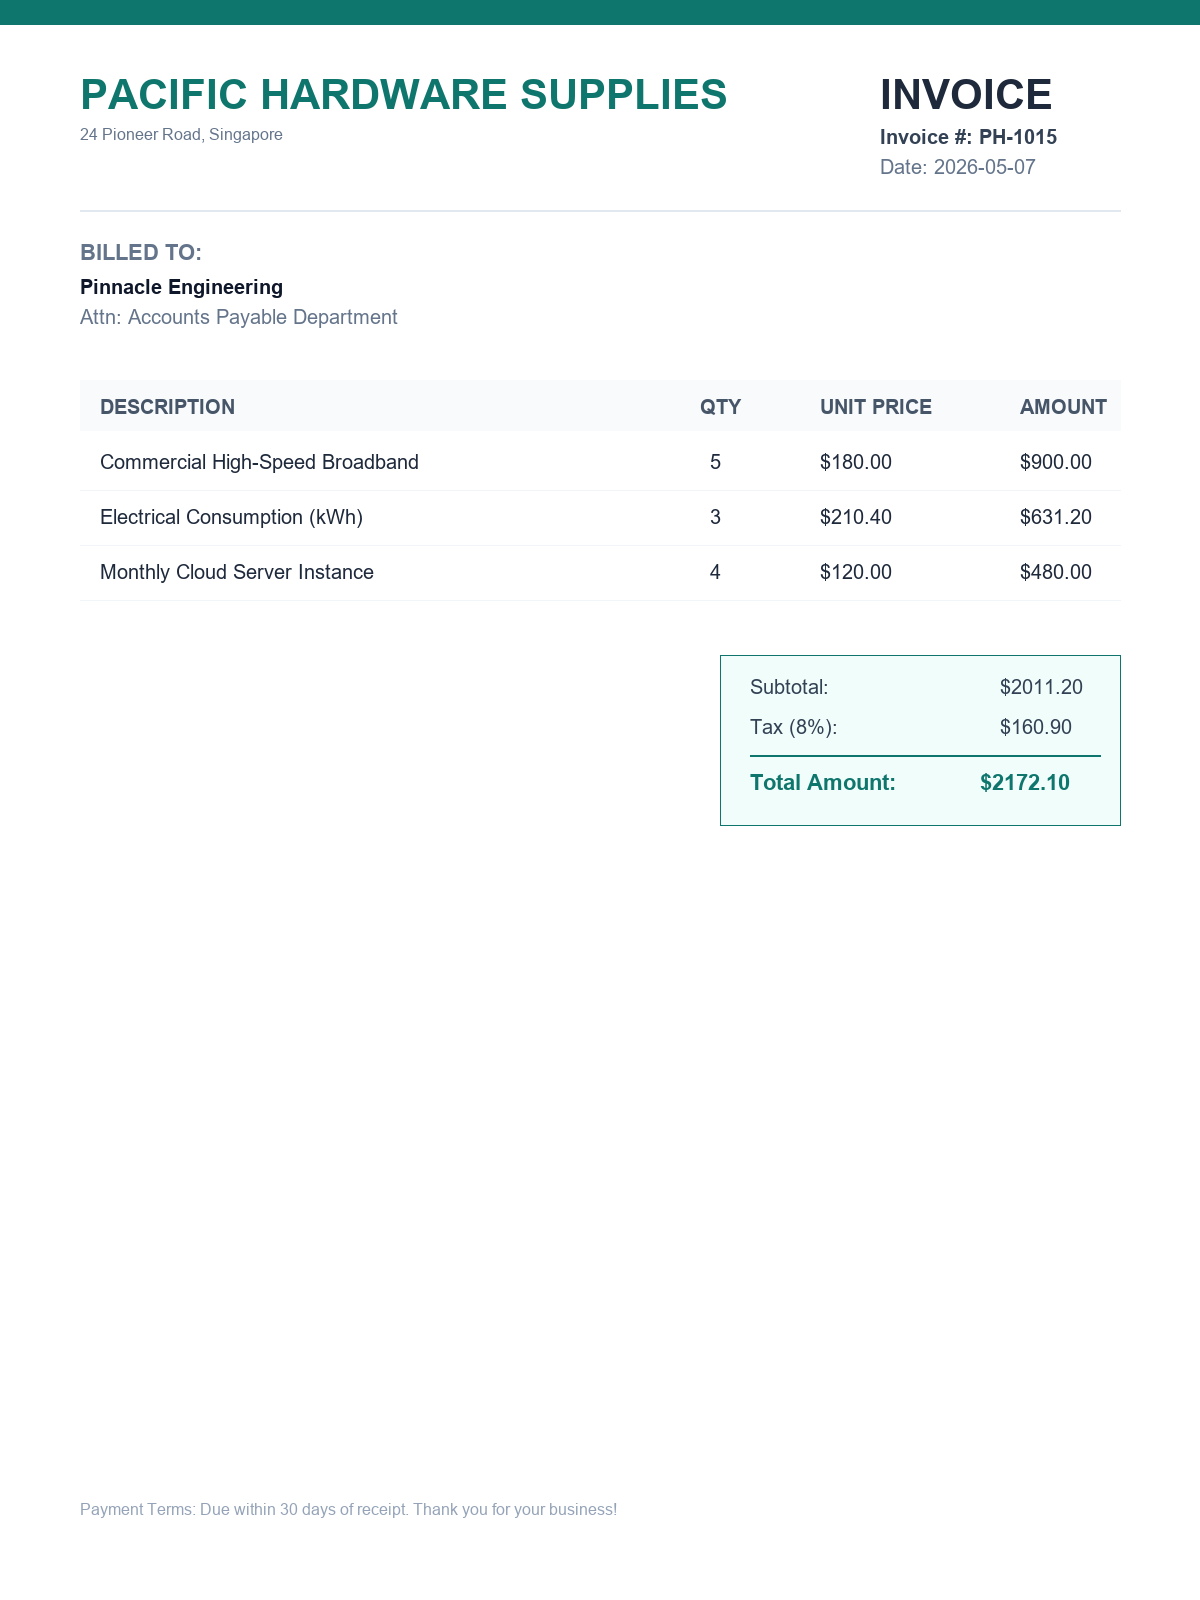 PACIFIC HARDWARE SUPPLIES
24 Pioneer Road, Singapore
INVOICE
Invoice #: PH-1015
Date: 2026-05-07
BILLED TO:
Pinnacle Engineering
Attn: Accounts Payable Department
DESCRIPTION QTY UNIT PRICE AMOUNT
Commercial High-Speed Broadband 5 $180.00 $900.00
Electrical Consumption (kWh) 3 $210.40 $631.20
Monthly Cloud Server Instance 4 $120.00 $480.00
Subtotal: $2011.20
Tax (8%): $160.90
Total Amount: $2172.10
Payment Terms: Due within 30 days of receipt. Thank you for your business!